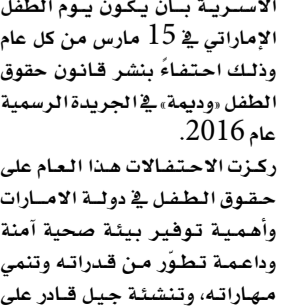 الأسرية بأن يكون يوم الطفل
الإماراتي في 15 مارس من كل عام
وذلك احتفاءً بنشر قانون حقوق
الطفل «وديمة» في الجريدة الرسمية
عام 2016.
ركزت الاحتفالات هذا العام على
حقوق الطفل في دولة الامارات
وأهمية توفير بيئة صحية آمنة
وداعمة تطوّر من قدراته وتنمي
مهاراته، وتنشئة جيل قادر على